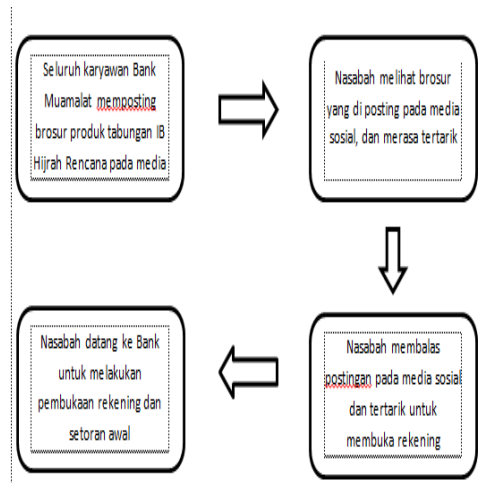 Seluruh karyawan Bank
Muamalat memposting
brosur produk tabungan IB
Hijrah Rencana pada media
Nasabah melihat brosur
yang di posting pada media
sosial, dan merasa tertarik
Nasabah membalas
postingan pada media sosial
dan tertarik untuk
membuka rekening
Nasabah datang ke Bank
untuk melakukan
pembukaan rekening dan
setoran awal